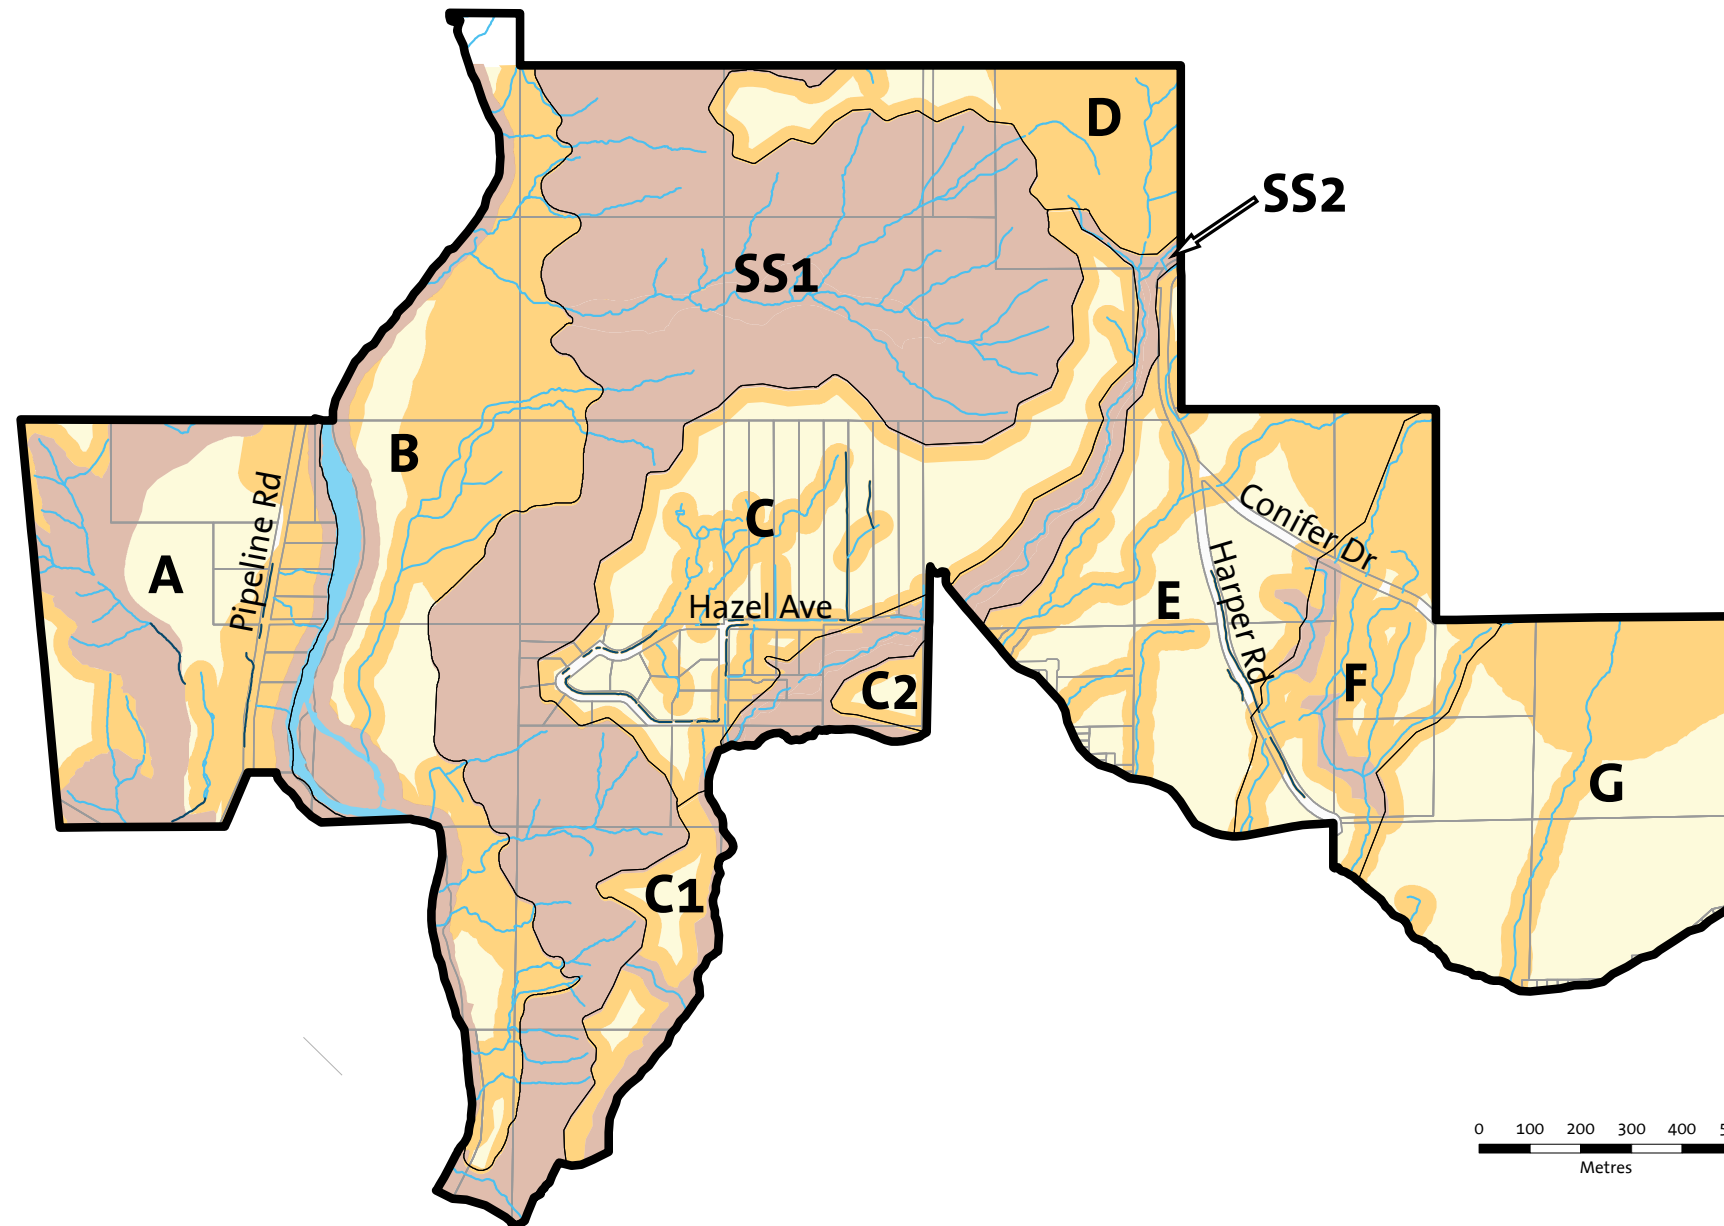 D
SS2
SS1
B
Pipeline Rd
A
C
Conifer Dr
Harper Rd
Hazel Ave
E
C2
F
G
C1
0 100 200 300 400
Metres